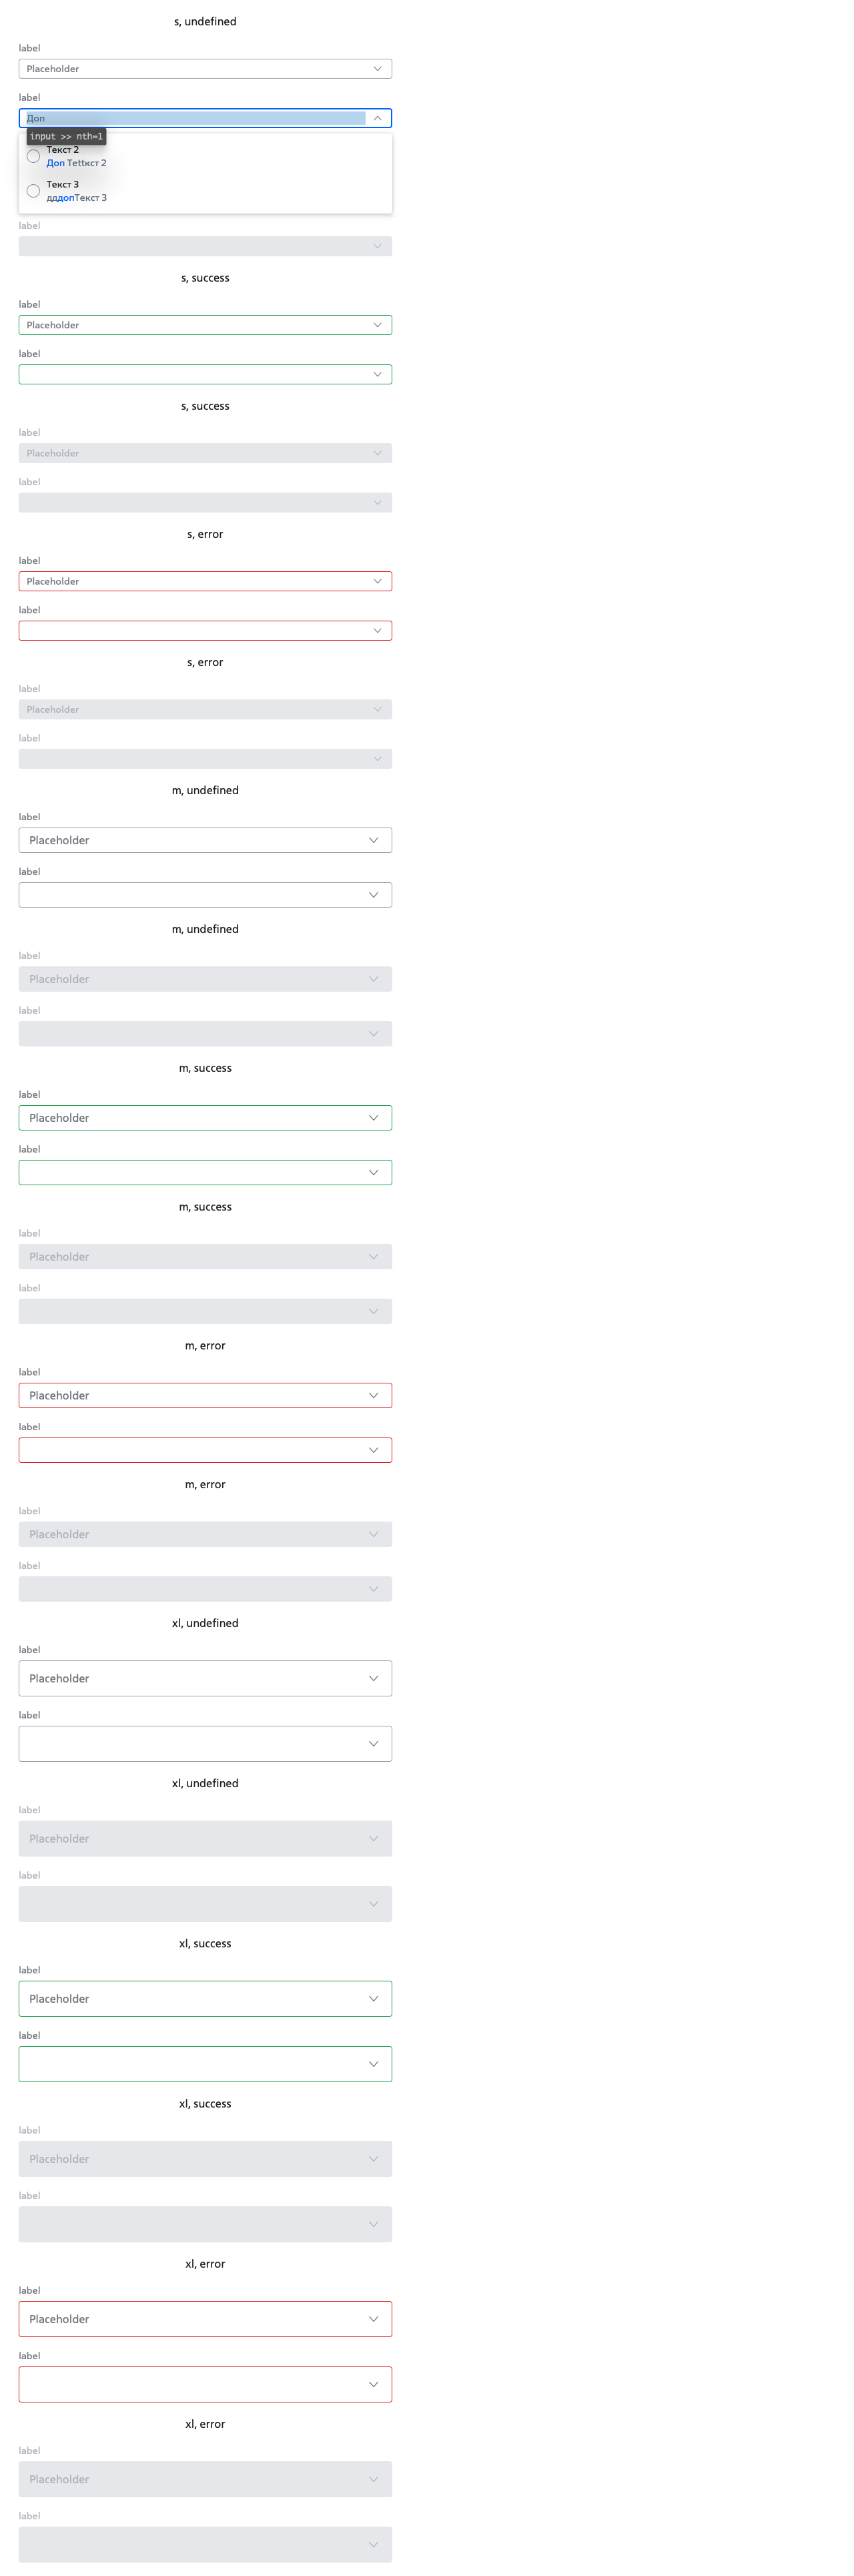 s, undefined
label
Placeholder
label
Доп
input >> nth=1
Текст 2
Доп Tettкст 2
Текст 3
дддопТекст 3
label
s, success
label
Placeholder
label
s, success
label
Placeholder
label
s, error
label
Placeholder
label
s, error
label
Placeholder
label
m, undefined
label
Placeholder
label
m, undefined
label
Placeholder
label
m, success
label
Placeholder
label
m, success
label
Placeholder
label
m, error
label
Placeholder
label
m, error
label
Placeholder
label
xl, undefined
label
Placeholder
label
xl, undefined
label
Placeholder
label
xl, success
label
Placeholder
label
xl, success
label
Placeholder
label
xl, error
label
Placeholder
label
xl, error
label
Placeholder
label